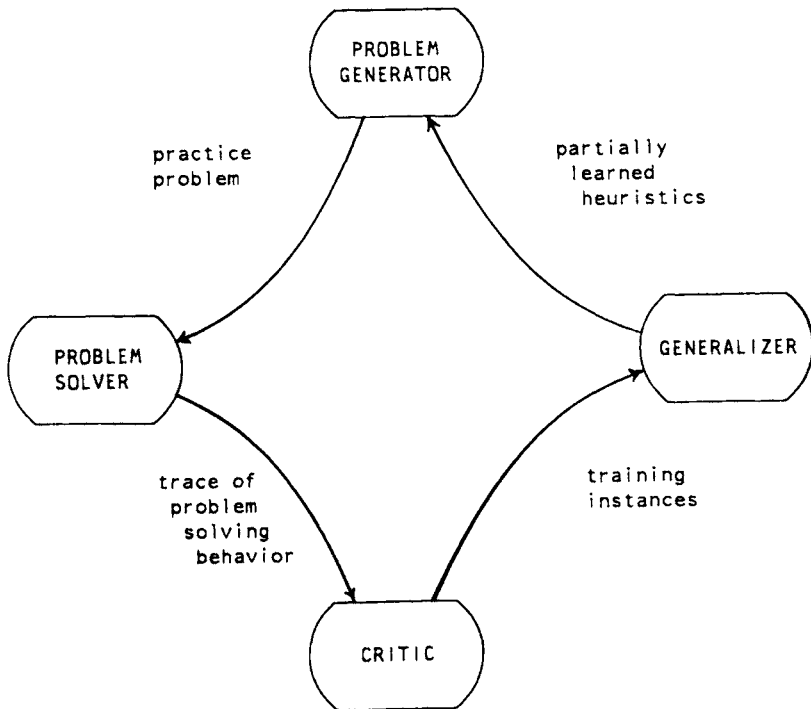 PROBLEM
GENERATOR
practice
problem
partially
learned
heuristics
PROBLEM
SOLVER
GENERALIZER
trace of
problem
solving
behavior
training
instances
CRITIC